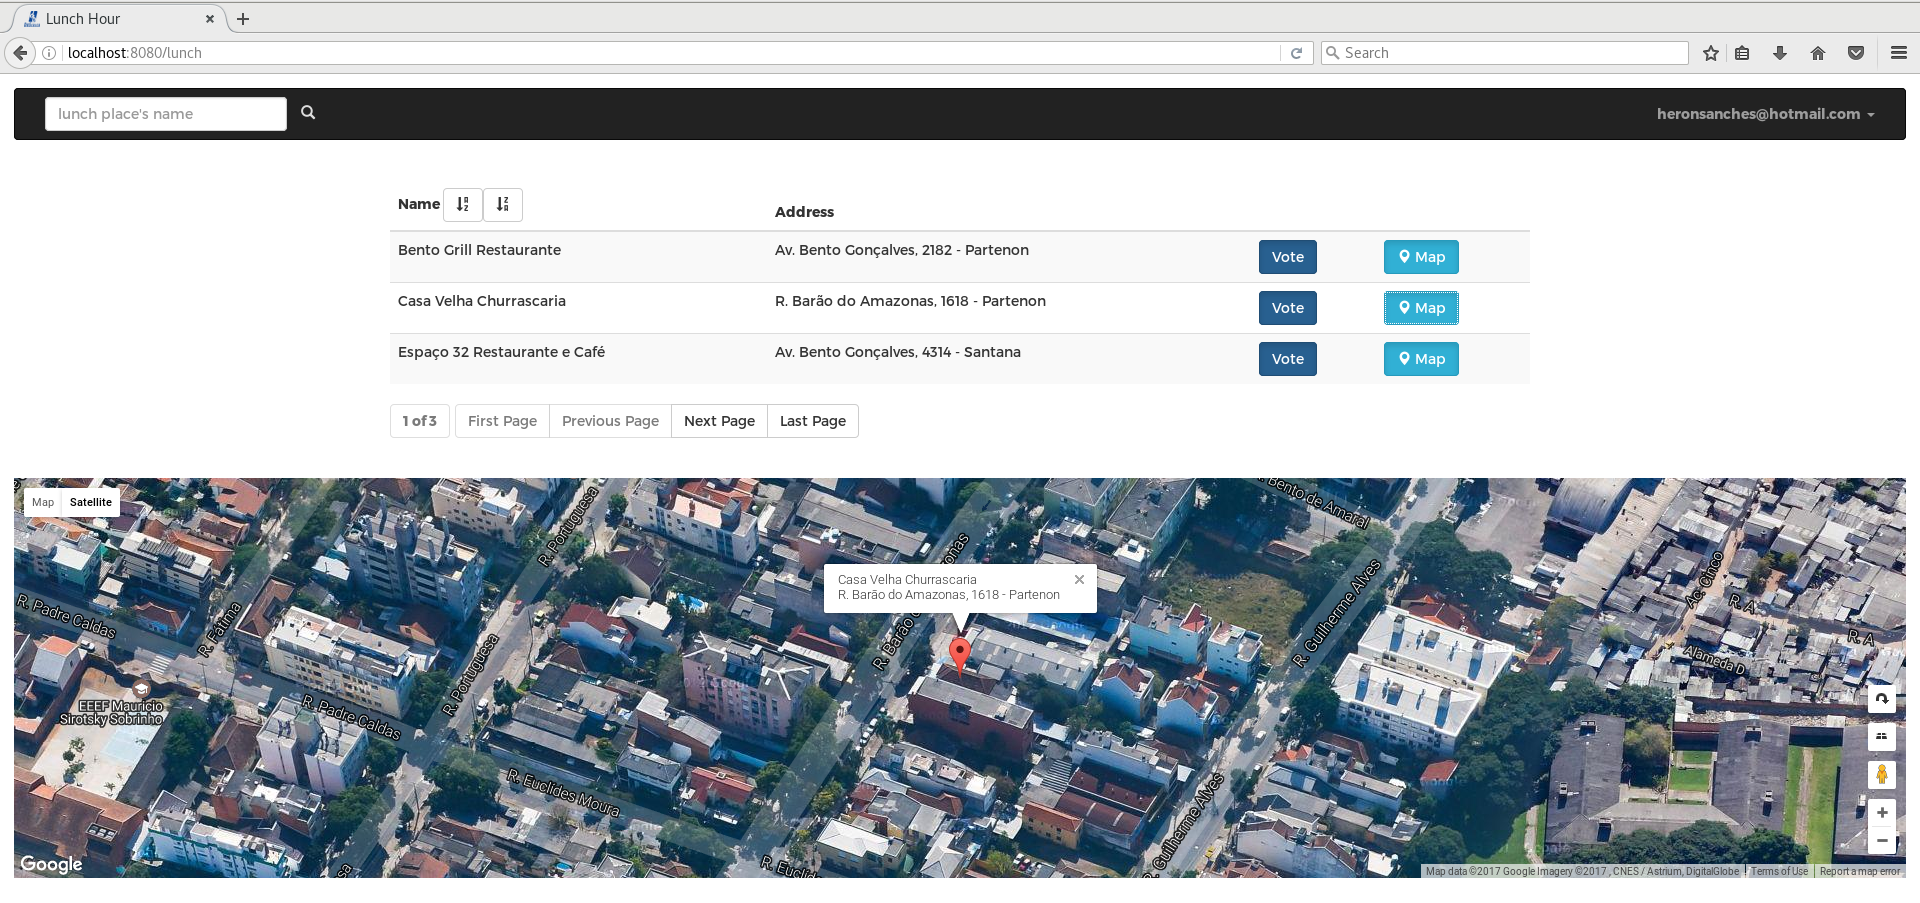 Lunch Hour
localhost:8080/lunch
Search
lunch place's name
heronsanches@hotmail.com
Name
Address
Bento Grill Restaurante Av. Bento Gonçalves, 2182 - Partenon Vote Map
Casa Velha Churrascaria R. Barão do Amazonas, 1618 - Partenon Vote Map
Espaço 32 Restaurante e Café Av. Bento Gonçalves, 4314 - Santana Vote Map
1 of 3 First Page Previous Page Next Page Last Page
Map Satellite
R. Portuguesa
R. Bento de Amaral
Casa Velha Churrascaria
R. Barão do Amazonas, 1618 - Partenon
R. Padre Caldas
R. Fátima
R. Portuguesa
R. Barão
onas
R. Guilherme Alves
Ac. Cinco
R. A
R. A
Alameda D
EEEF Mauricio
Sirotsky Sobrinho
R. Padre Caldas
R. Euclides Moura
R. Guilherme Alves
R. Euclides
sa
Google
Map data ©2017 Google Imagery ©2017 , CNES / Astrium, DigitalGlobe Terms of Use Report a map error